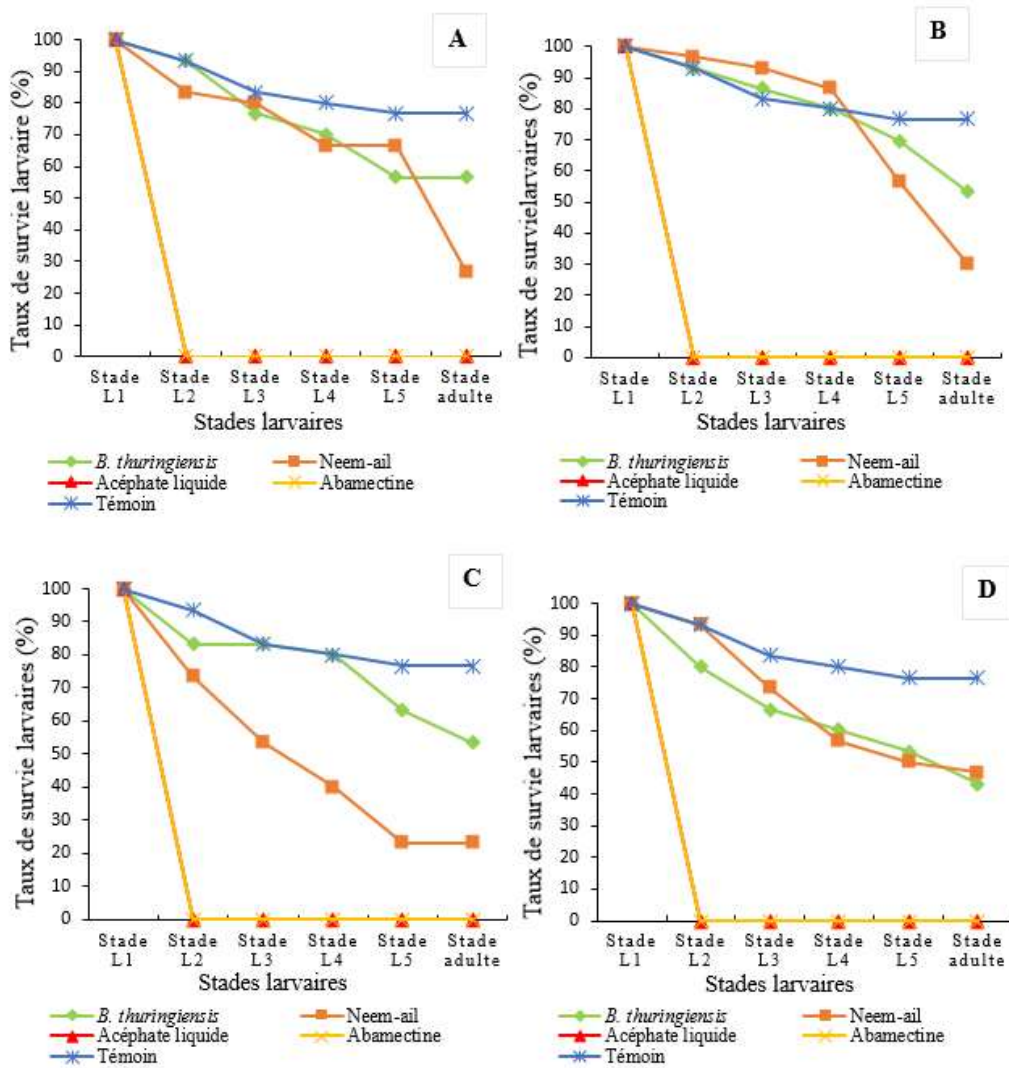 A
Taux de survie larvaire (%)
100
90
80
70
60
50
40
30
20
10
0
Stade L1
Stade L2
Stade L3
Stade L4
Stade L5
Stade adulte
Stades larvaires
B. thuringiensis
Neem-ail
Acéphate liquide
Abamectine
Témoin
B
Taux de survielarvaires (%)
100
90
80
70
60
50
40
30
20
10
0
Stade L1
Stade L2
Stade L3
Stade L4
Stade L5
Stade adulte
Stades larvaires
B. thuringiensis
Neem-ail
Acéphate liquide
Abamectine
Témoin
C
Taux de survie larvaires (%)
100
90
80
70
60
50
40
30
20
10
0
Stade L1
Stade L2
Stade L3
Stade L4
Stade L5
Stade adulte
Stades larvaires
B. thuringiensis
Neem-ail
Acéphate liquide
Abamectine
Témoin
D
Taux de survie larvaires (%)
100
90
80
70
60
50
40
30
20
10
0
Stade L1
Stade L2
Stade L3
Stade L4
Stade L5
Stade adulte
Stades larvaires
B. thuringiensis
Neem-ail
Acéphate liquide
Abamectine
Témoin